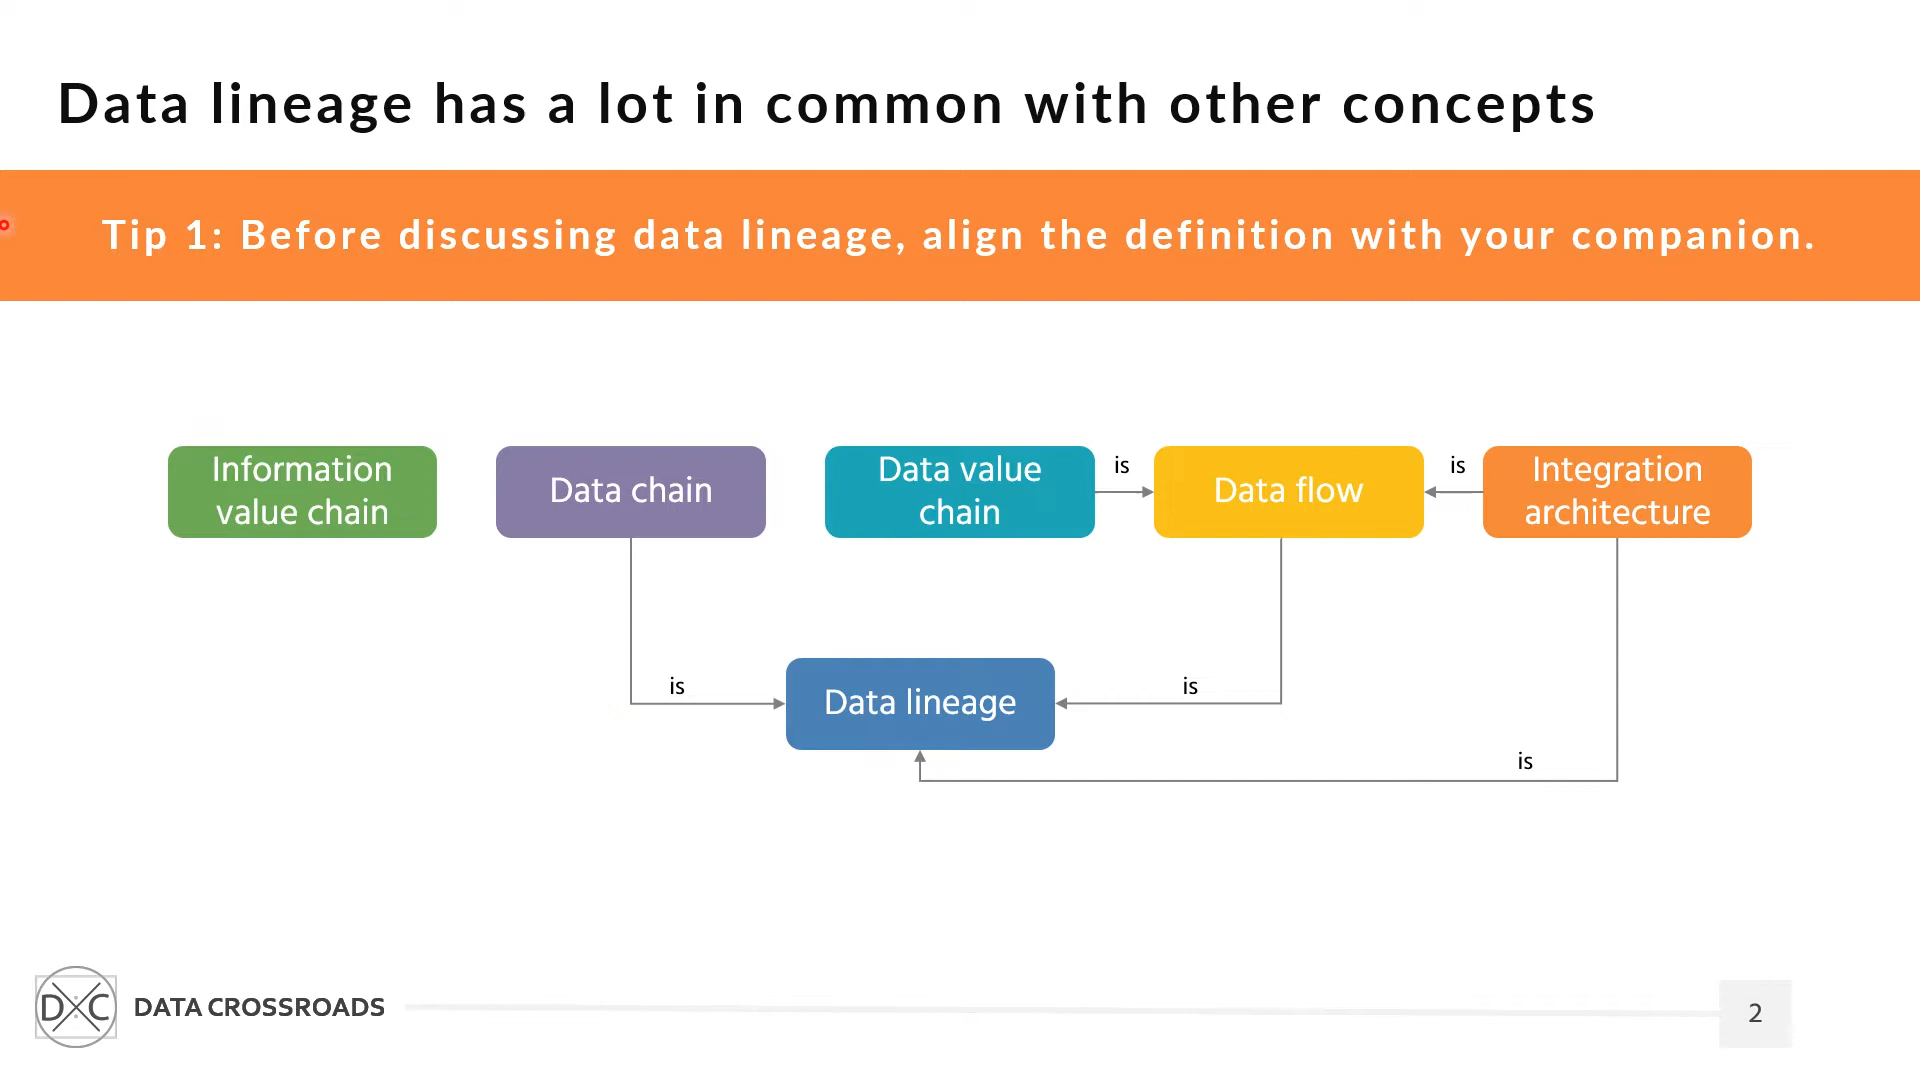 Data lineage has a lot in common with other concepts
Tip 1: Before discussing data lineage, align the definition with your companion.
Information
value chain
Data chain
Data value
chain
is
Data flow
is
Integration
architecture
is
Data lineage
is
is
DC
DATA CROSSROADS
2